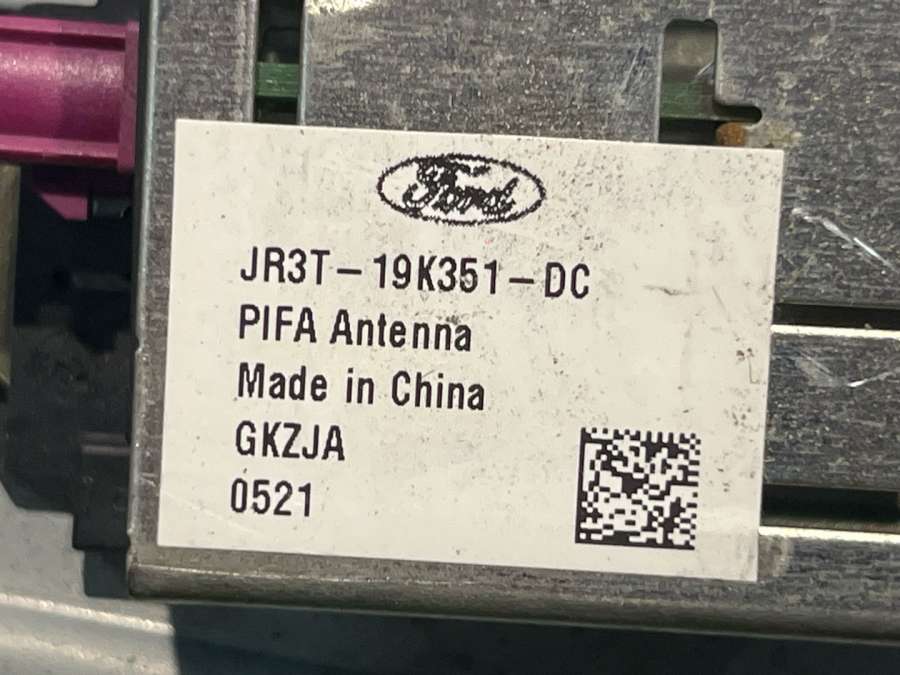 Ford
JR3T-19K351-DC
PIFA Antenna
Made in China
GKZJA
0521